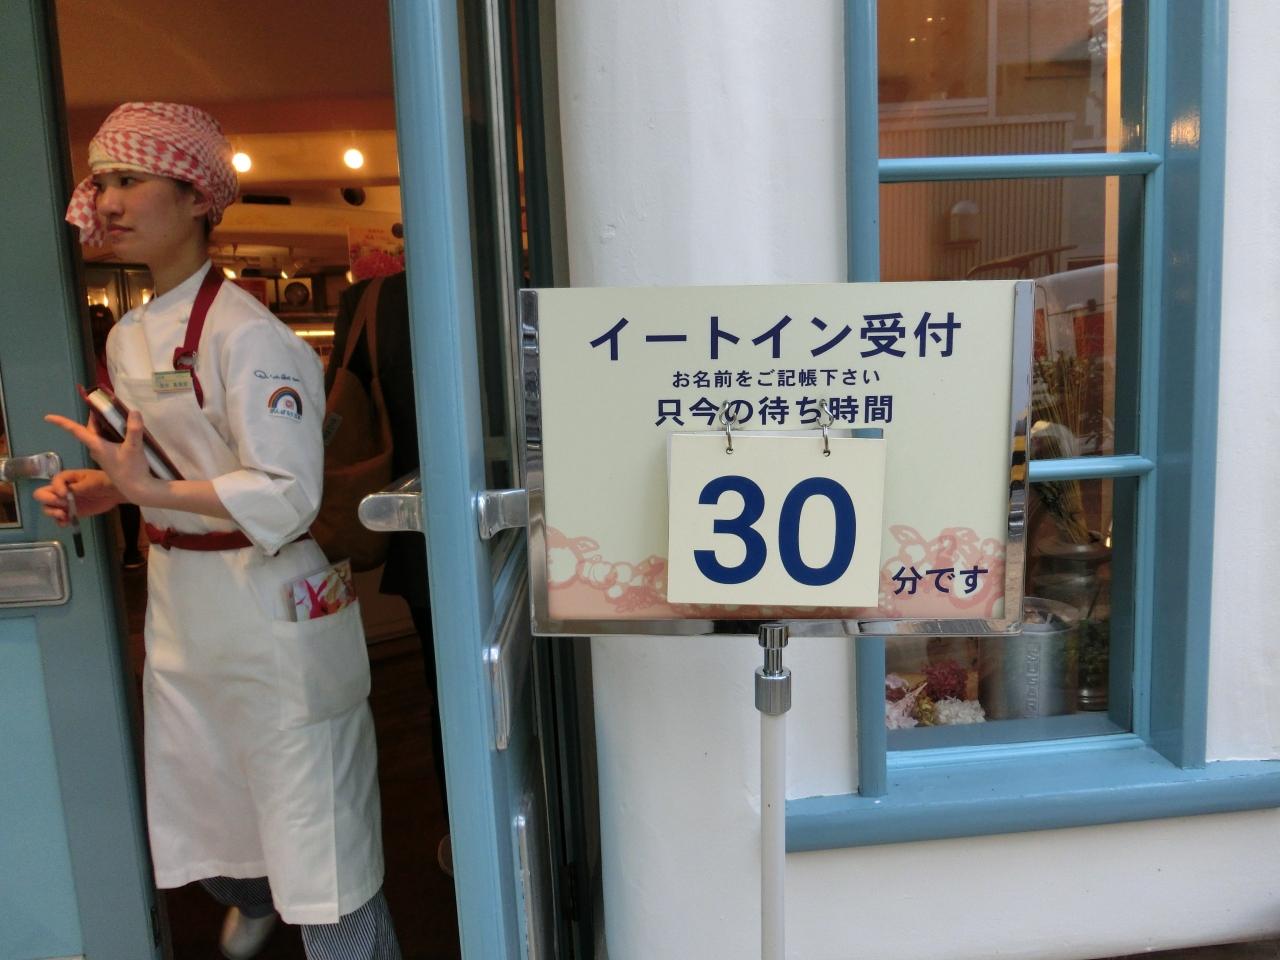 イートイン受付
お名前をご記帳下さい
只今の待ち時間
30
分です